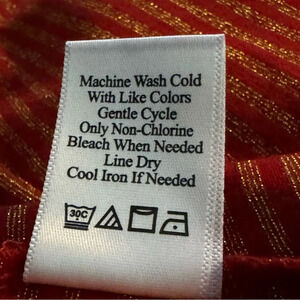 Machine Wash Cold
With Like Colors
Gentle Cycle
Only Non-Chlorine
Bleach When Needed
Line Dry
Cool Iron If Needed
30C